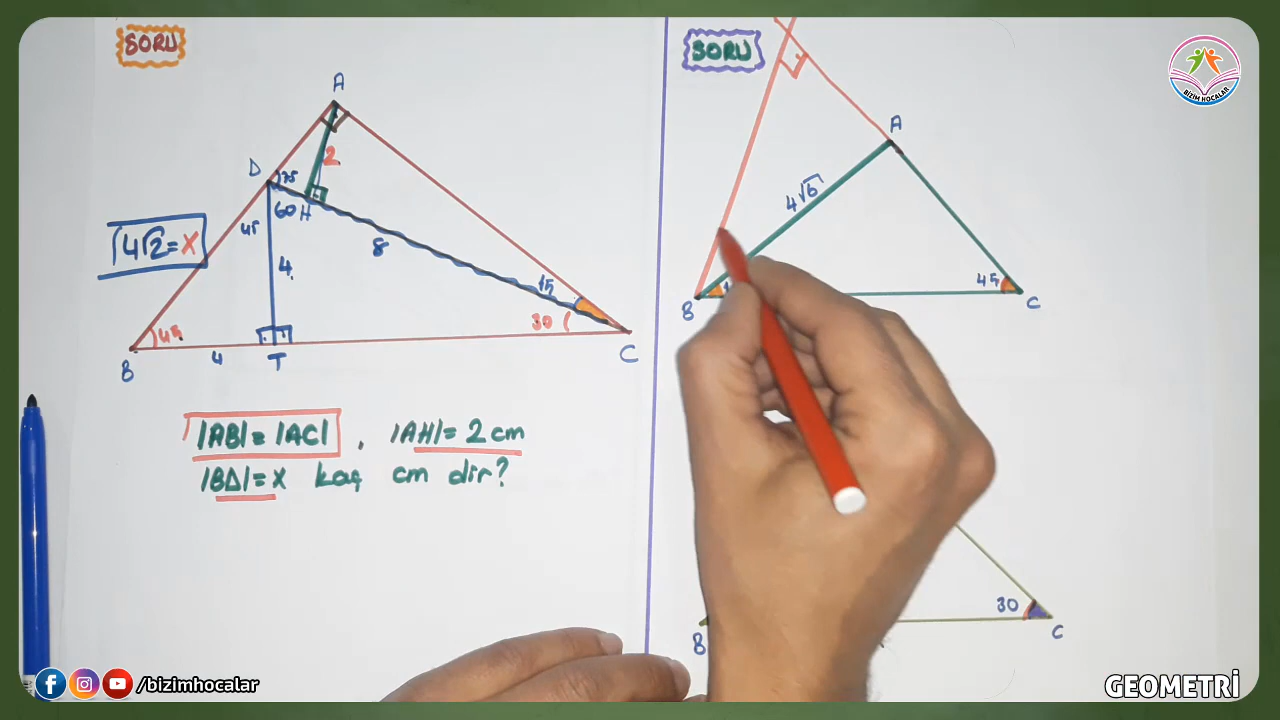 SORU
A
D
75
2
60
H
45
4√2=x
8
4
15
45
30
B
4
T
C
|AB| = |AC| , |AH| = 2 cm
|BD| = x kaç cm dir?
SORU
A
4√6
45
B
C
30
B
C
BİZİM HOCALAR
/bizimhocalar
GEOMETRİ